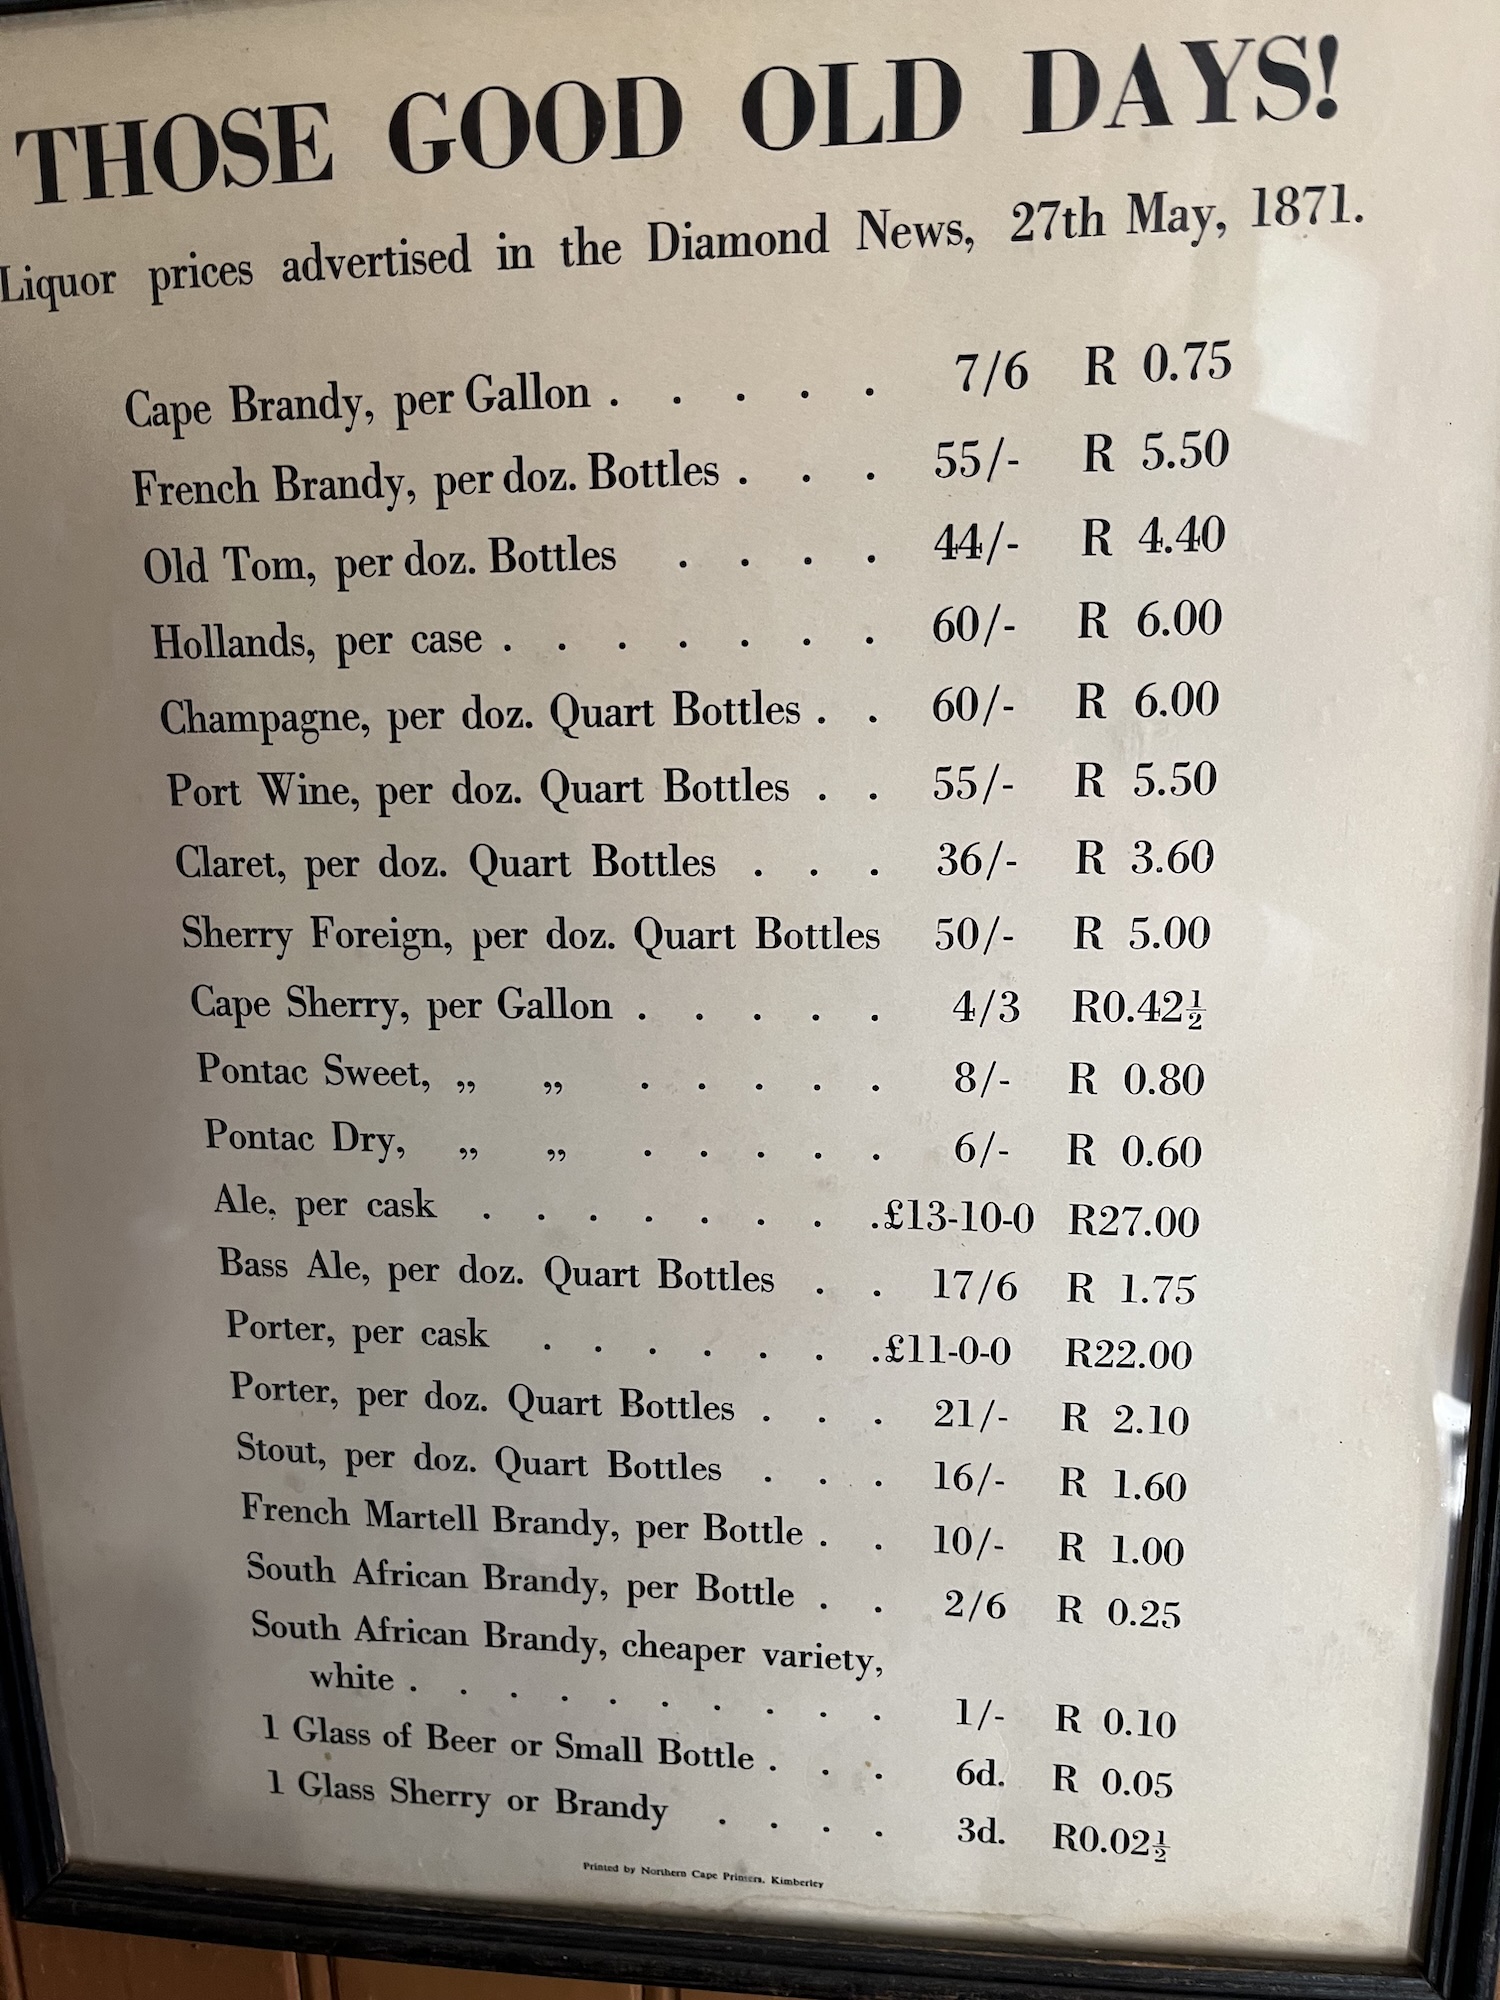 THOSE GOOD OLD DAYS!
Liquor prices advertised in the Diamond News, 27th May, 1871.
Cape Brandy, per Gallon . . . . . 7/6 R 0.75
French Brandy, per doz. Bottles . . . 55/- R 5.50
Old Tom, per doz. Bottles . . . . 44/- R 4.40
Hollands, per case . . . . . . . 60/- R 6.00
Champagne, per doz. Quart Bottles . . 60/- R 6.00
Port Wine, per doz. Quart Bottles . . 55/- R 5.50
Claret, per doz. Quart Bottles . . . 36/- R 3.60
Sherry Foreign, per doz. Quart Bottles 50/- R 5.00
Cape Sherry, per Gallon . . . . . 4/3 R0.42½
Pontac Sweet, „ „ . . . . . 8/- R 0.80
Pontac Dry, „ „ . . . . . 6/- R 0.60
Ale, per cask . . . . . . . . £13-10-0 R27.00
Bass Ale, per doz. Quart Bottles . . 17/6 R 1.75
Porter, per cask . . . . . . . £11-0-0 R22.00
Porter, per doz. Quart Bottles . . . 21/- R 2.10
Stout, per doz. Quart Bottles . . . 16/- R 1.60
French Martell Brandy, per Bottle . . 10/- R 1.00
South African Brandy, per Bottle . . 2/6 R 0.25
South African Brandy, cheaper variety,
white . . . . . . . . . . 1/- R 0.10
1 Glass of Beer or Small Bottle . . . 6d. R 0.05
1 Glass Sherry or Brandy . . . . 3d. R0.02½
Printed by Northern Cape Printers, Kimberley